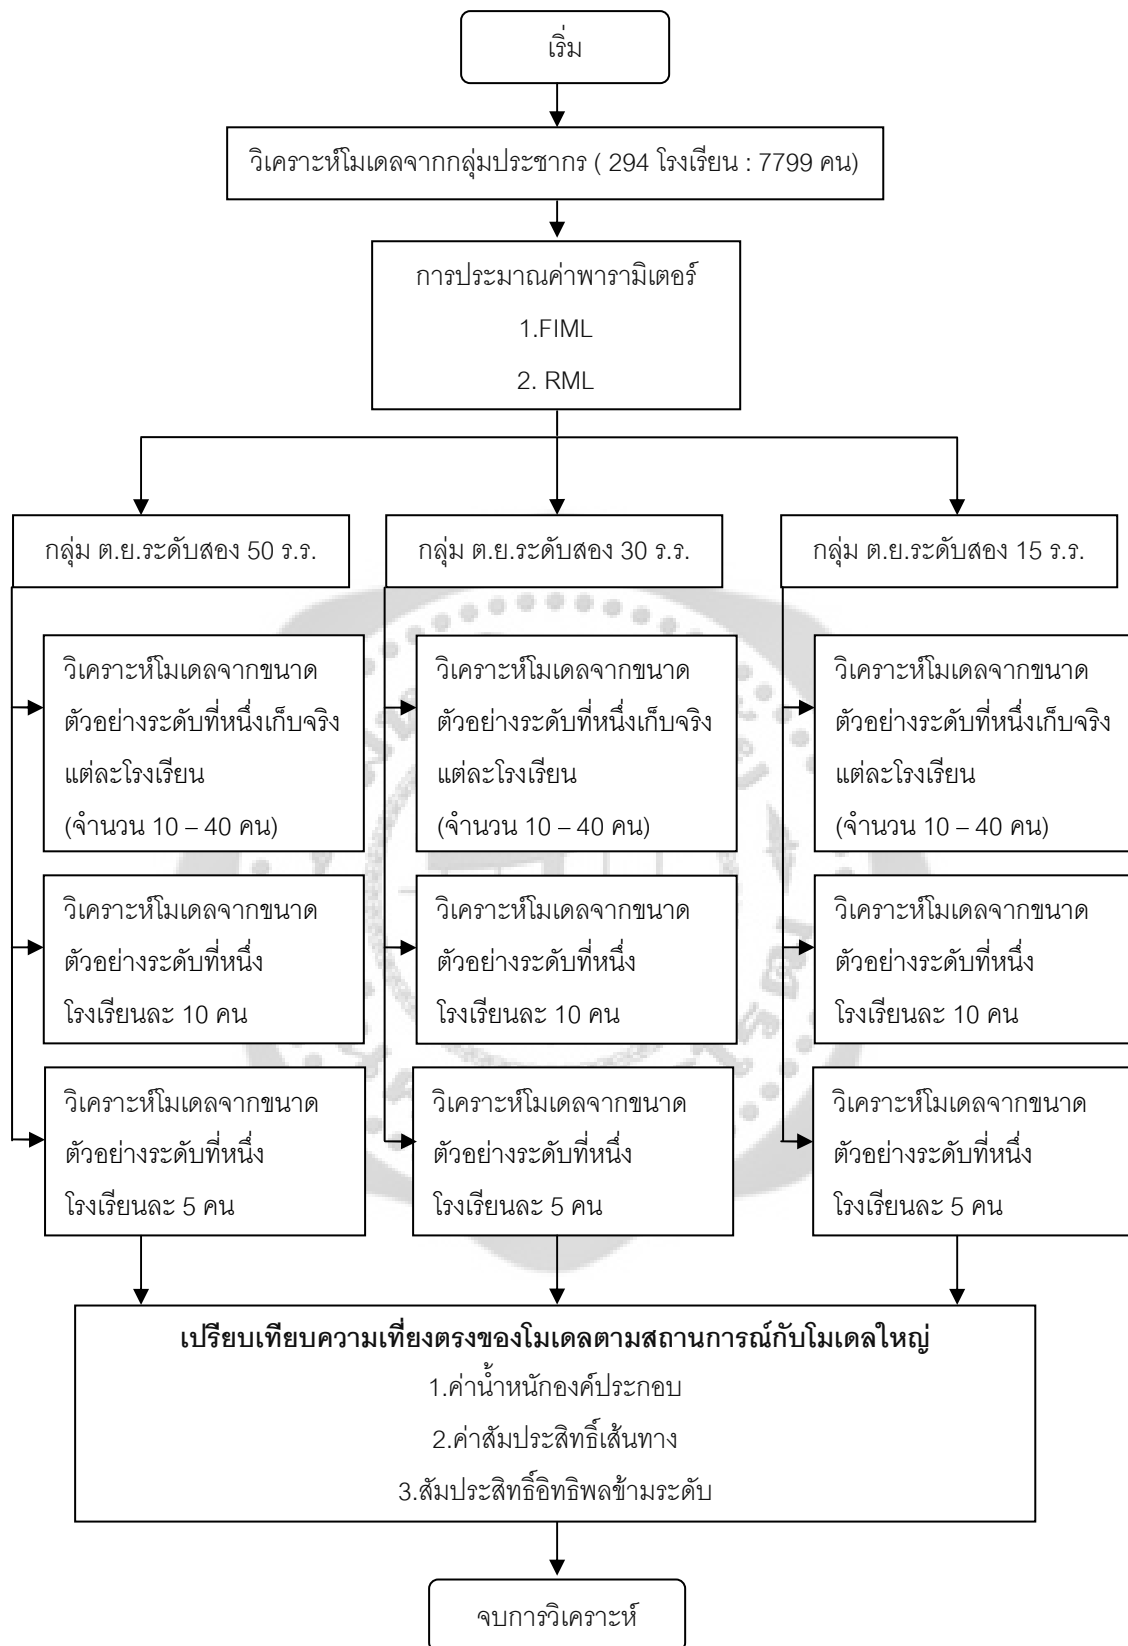 เริ่ม
วิเคราะห์โมเดลจากกลุ่มประชากร ( 294 โรงเรียน : 7799 คน)
การประมาณค่าพารามิเตอร์
1.FIML
2. RML
กลุ่ม ต.ย.ระดับสอง 50 ร.ร.
กลุ่ม ต.ย.ระดับสอง 30 ร.ร.
กลุ่ม ต.ย.ระดับสอง 15 ร.ร.
วิเคราะห์โมเดลจากขนาด
ตัวอย่างระดับที่หนึ่งเก็บจริง
แต่ละโรงเรียน
(จำนวน 10 – 40 คน)
วิเคราะห์โมเดลจากขนาด
ตัวอย่างระดับที่หนึ่งเก็บจริง
แต่ละโรงเรียน
(จำนวน 10 – 40 คน)
วิเคราะห์โมเดลจากขนาด
ตัวอย่างระดับที่หนึ่งเก็บจริง
แต่ละโรงเรียน
(จำนวน 10 – 40 คน)
วิเคราะห์โมเดลจากขนาด
ตัวอย่างระดับที่หนึ่ง
โรงเรียนละ 10 คน
วิเคราะห์โมเดลจากขนาด
ตัวอย่างระดับที่หนึ่ง
โรงเรียนละ 10 คน
วิเคราะห์โมเดลจากขนาด
ตัวอย่างระดับที่หนึ่ง
โรงเรียนละ 10 คน
วิเคราะห์โมเดลจากขนาด
ตัวอย่างระดับที่หนึ่ง
โรงเรียนละ 5 คน
วิเคราะห์โมเดลจากขนาด
ตัวอย่างระดับที่หนึ่ง
โรงเรียนละ 5 คน
วิเคราะห์โมเดลจากขนาด
ตัวอย่างระดับที่หนึ่ง
โรงเรียนละ 5 คน
เปรียบเทียบความเที่ยงตรงของโมเดลตามสถานการณ์กับโมเดลใหญ่
1.ค่าน้ำหนักองค์ประกอบ
2.ค่าสัมประสิทธิ์เส้นทาง
3.สัมประสิทธิ์อิทธิพลข้ามระดับ
จบการวิเคราะห์